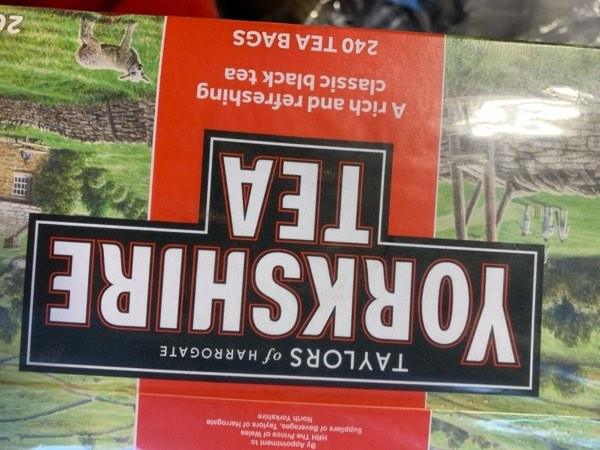 By Appointment to
HRH The Prince of Wales
Suppliers of Beverages, Taylors of Harrogate
North Yorkshire
TAYLORS of HARROGATE
YORKSHIRE
TEA
A rich and refreshing
classic black tea
240 TEA BAGS